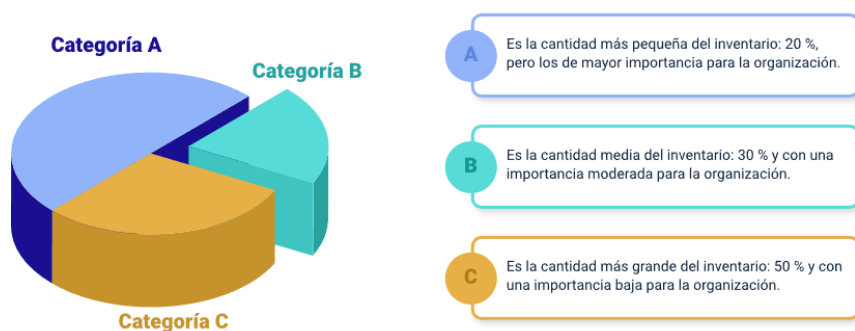 Categoría A
Categoría B
Categoría C
A
Es la cantidad más pequeña del inventario: 20 %,
pero los de mayor importancia para la organización.
B
Es la cantidad media del inventario: 30 % y con una
importancia moderada para la organización.
C
Es la cantidad más grande del inventario: 50 % y con
una importancia baja para la organización.